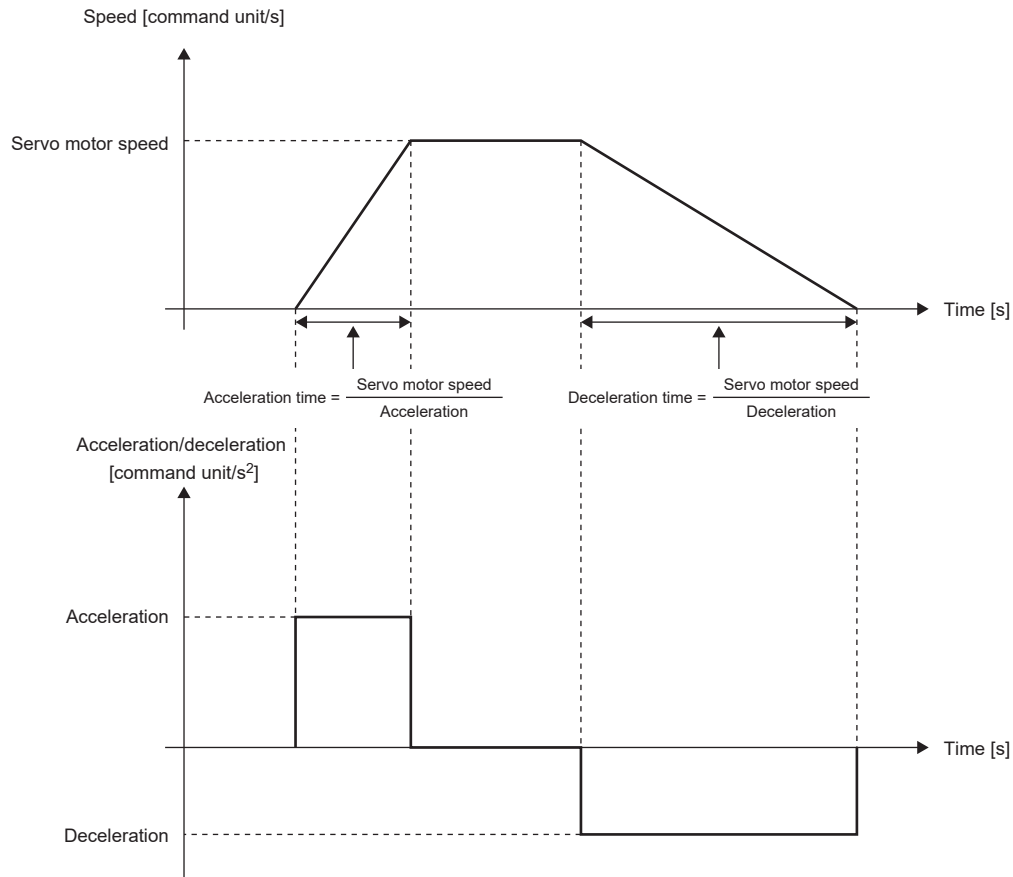 Speed [command unit/s]
Servo motor speed
Time [s]
Acceleration time = Servo motor speed / Acceleration
Deceleration time = Servo motor speed / Deceleration
Acceleration/deceleration
[command unit/s²]
Acceleration
Time [s]
Deceleration